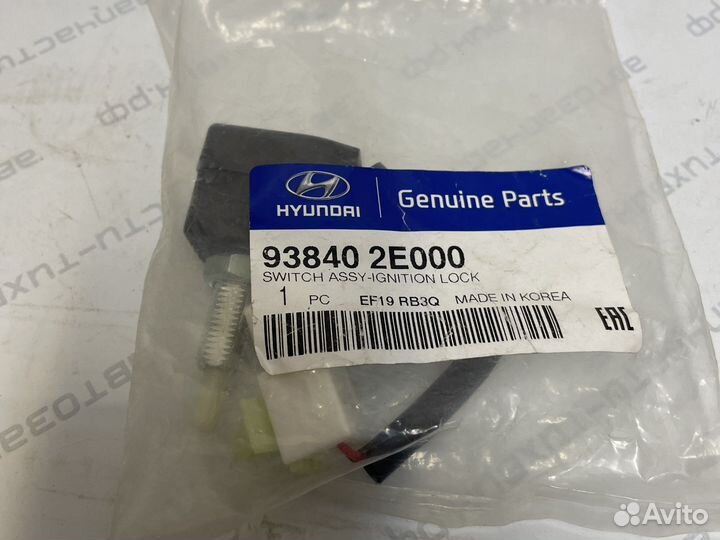 HYUNDAI
Genuine Parts
93840 2E000
SWITCH ASSY-IGNITION LOCK
1 PC EF19 RB3Q MADE IN KOREA
EAC
Avito